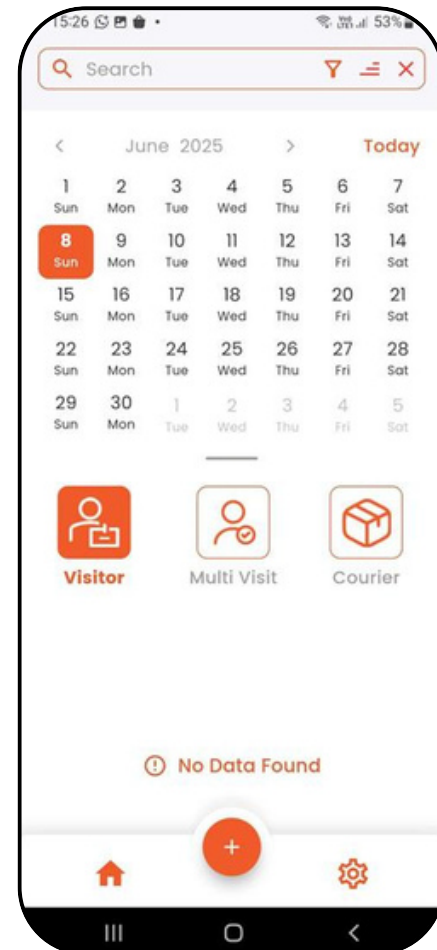 15:26 53%
Search
June 2025 Today
1 2 3 4 5 6 7
Sun Mon Tue Wed Thu Fri Sat
8 9 10 11 12 13 14
Sun Mon Tue Wed Thu Fri Sat
15 16 17 18 19 20 21
Sun Mon Tue Wed Thu Fri Sat
22 23 24 25 26 27 28
Sun Mon Tue Wed Thu Fri Sat
29 30 1 2 3 4 5
Sun Mon Tue Wed Thu Fri Sat
Visitor Multi Visit Courier
No Data Found